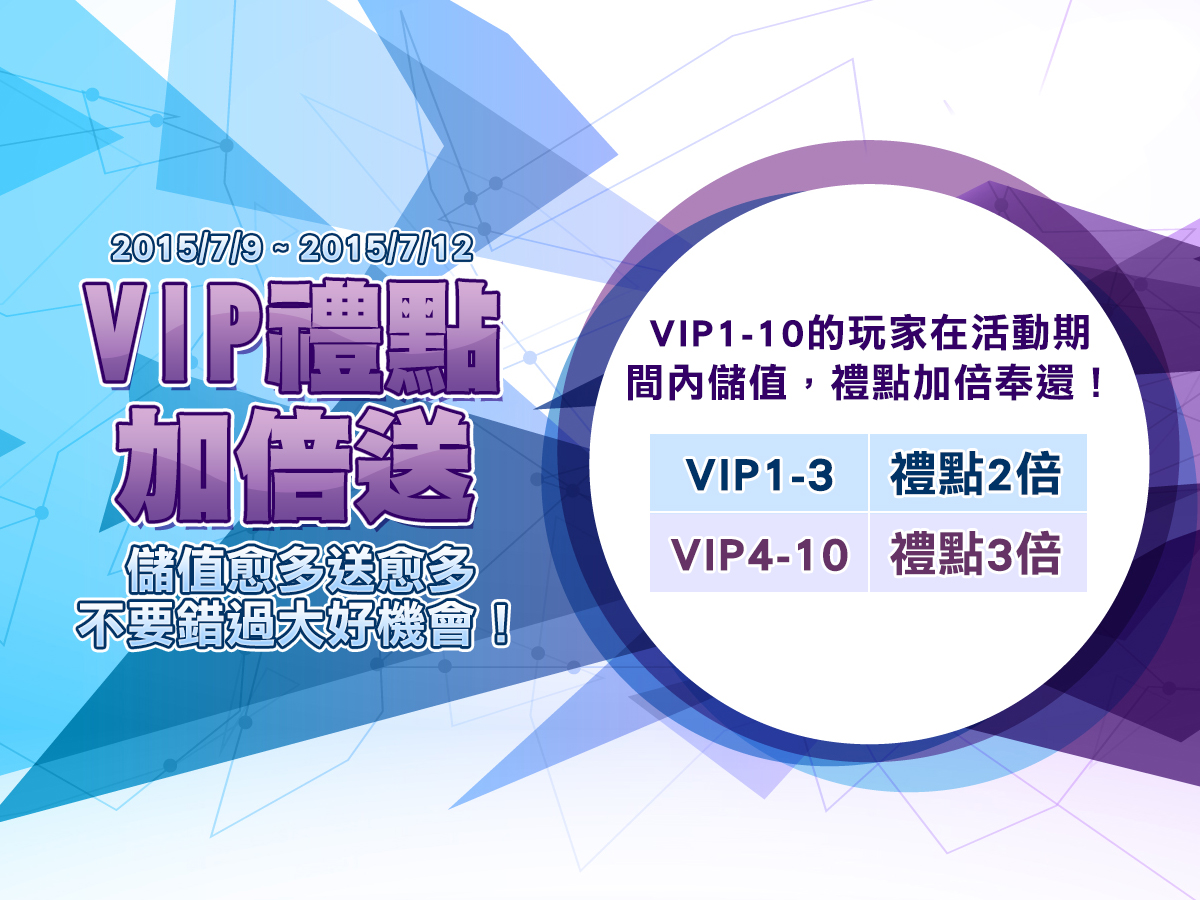 2015/7/9 ~ 2015/7/12
VIP禮點
加倍送
儲值愈多送愈多
不要錯過大好機會！
VIP1-10的玩家在活動期
間內儲值，禮點加倍奉還！
VIP1-3 禮點2倍
VIP4-10 禮點3倍